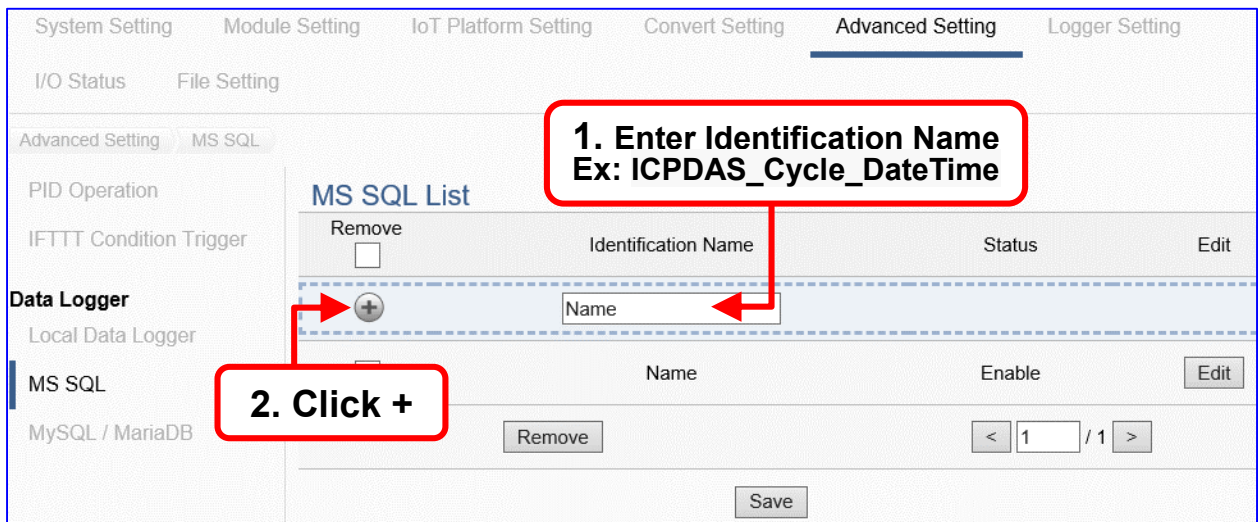 System Setting Module Setting IoT Platform Setting Convert Setting Advanced Setting Logger Setting
I/O Status File Setting
Advanced Setting MS SQL
1. Enter Identification Name
Ex: ICPDAS_Cycle_DateTime
PID Operation
IFTTT Condition Trigger
Data Logger
Local Data Logger
MS SQL
MySQL / MariaDB
MS SQL List
Remove Identification Name Status Edit
Name
Name Enable Edit
2. Click +
Remove < 1 / 1 >
Save